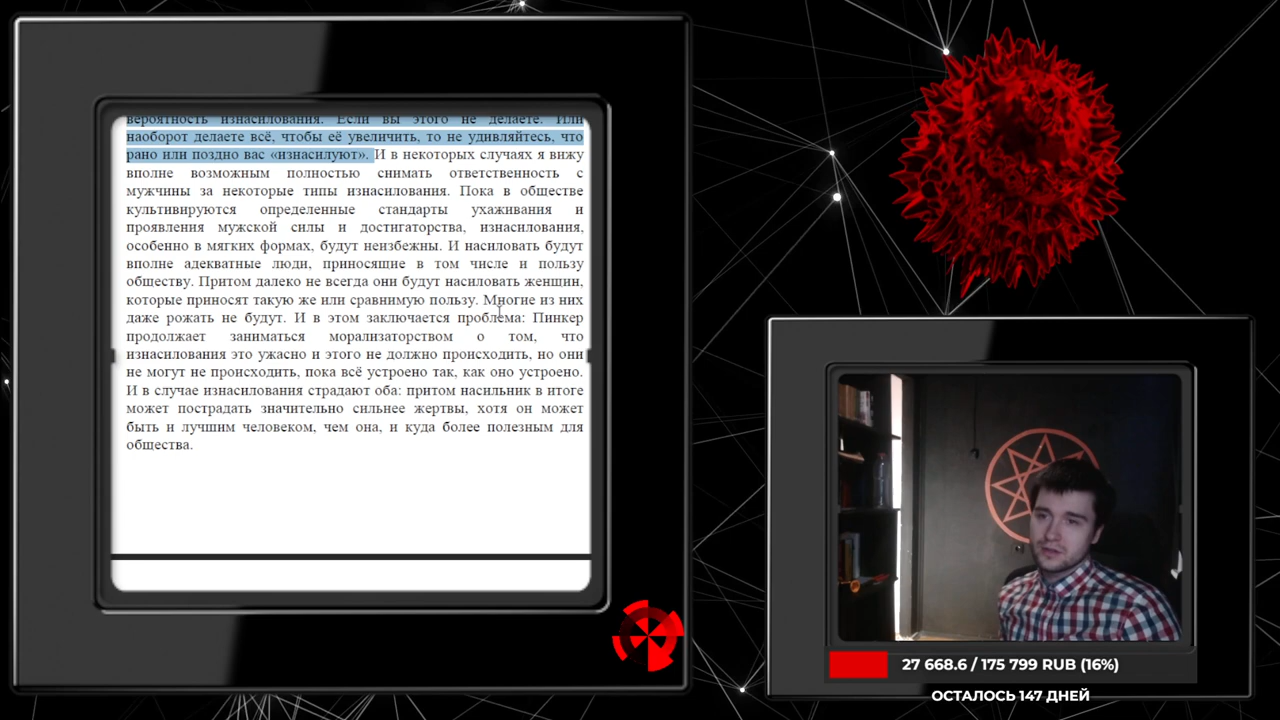 вероятность изнасилования. Если вы этого не делаете. Или
наоборот делаете всё, чтобы её увеличить, то не удивляйтесь, что
рано или поздно вас «изнасилуют». И в некоторых случаях я вижу
вполне возможным полностью снимать ответственность с
мужчины за некоторые типы изнасилования. Пока в обществе
культивируются определенные стандарты ухаживания и
проявления мужской силы и достигаторства, изнасилования,
особенно в мягких формах, будут неизбежны. И насиловать будут
вполне адекватные люди, приносящие в том числе и пользу
обществу. Притом далеко не всегда они будут насиловать женщин,
которые приносят такую же или сравнимую пользу. Многие из них
даже рожать не будут. И в этом заключается проблема: Пинкер
продолжает заниматься морализаторством о том, что
изнасилования это ужасно и этого не должно происходить, но они
не могут не происходить, пока всё устроено так, как оно устроено.
И в случае изнасилования страдают оба: притом насильник в итоге
может пострадать значительно сильнее жертвы, хотя он может
быть и лучшим человеком, чем она, и куда более полезным для
общества.
27 668.6 / 175 799 RUB (16%)
ОСТАЛОСЬ 147 ДНЕЙ